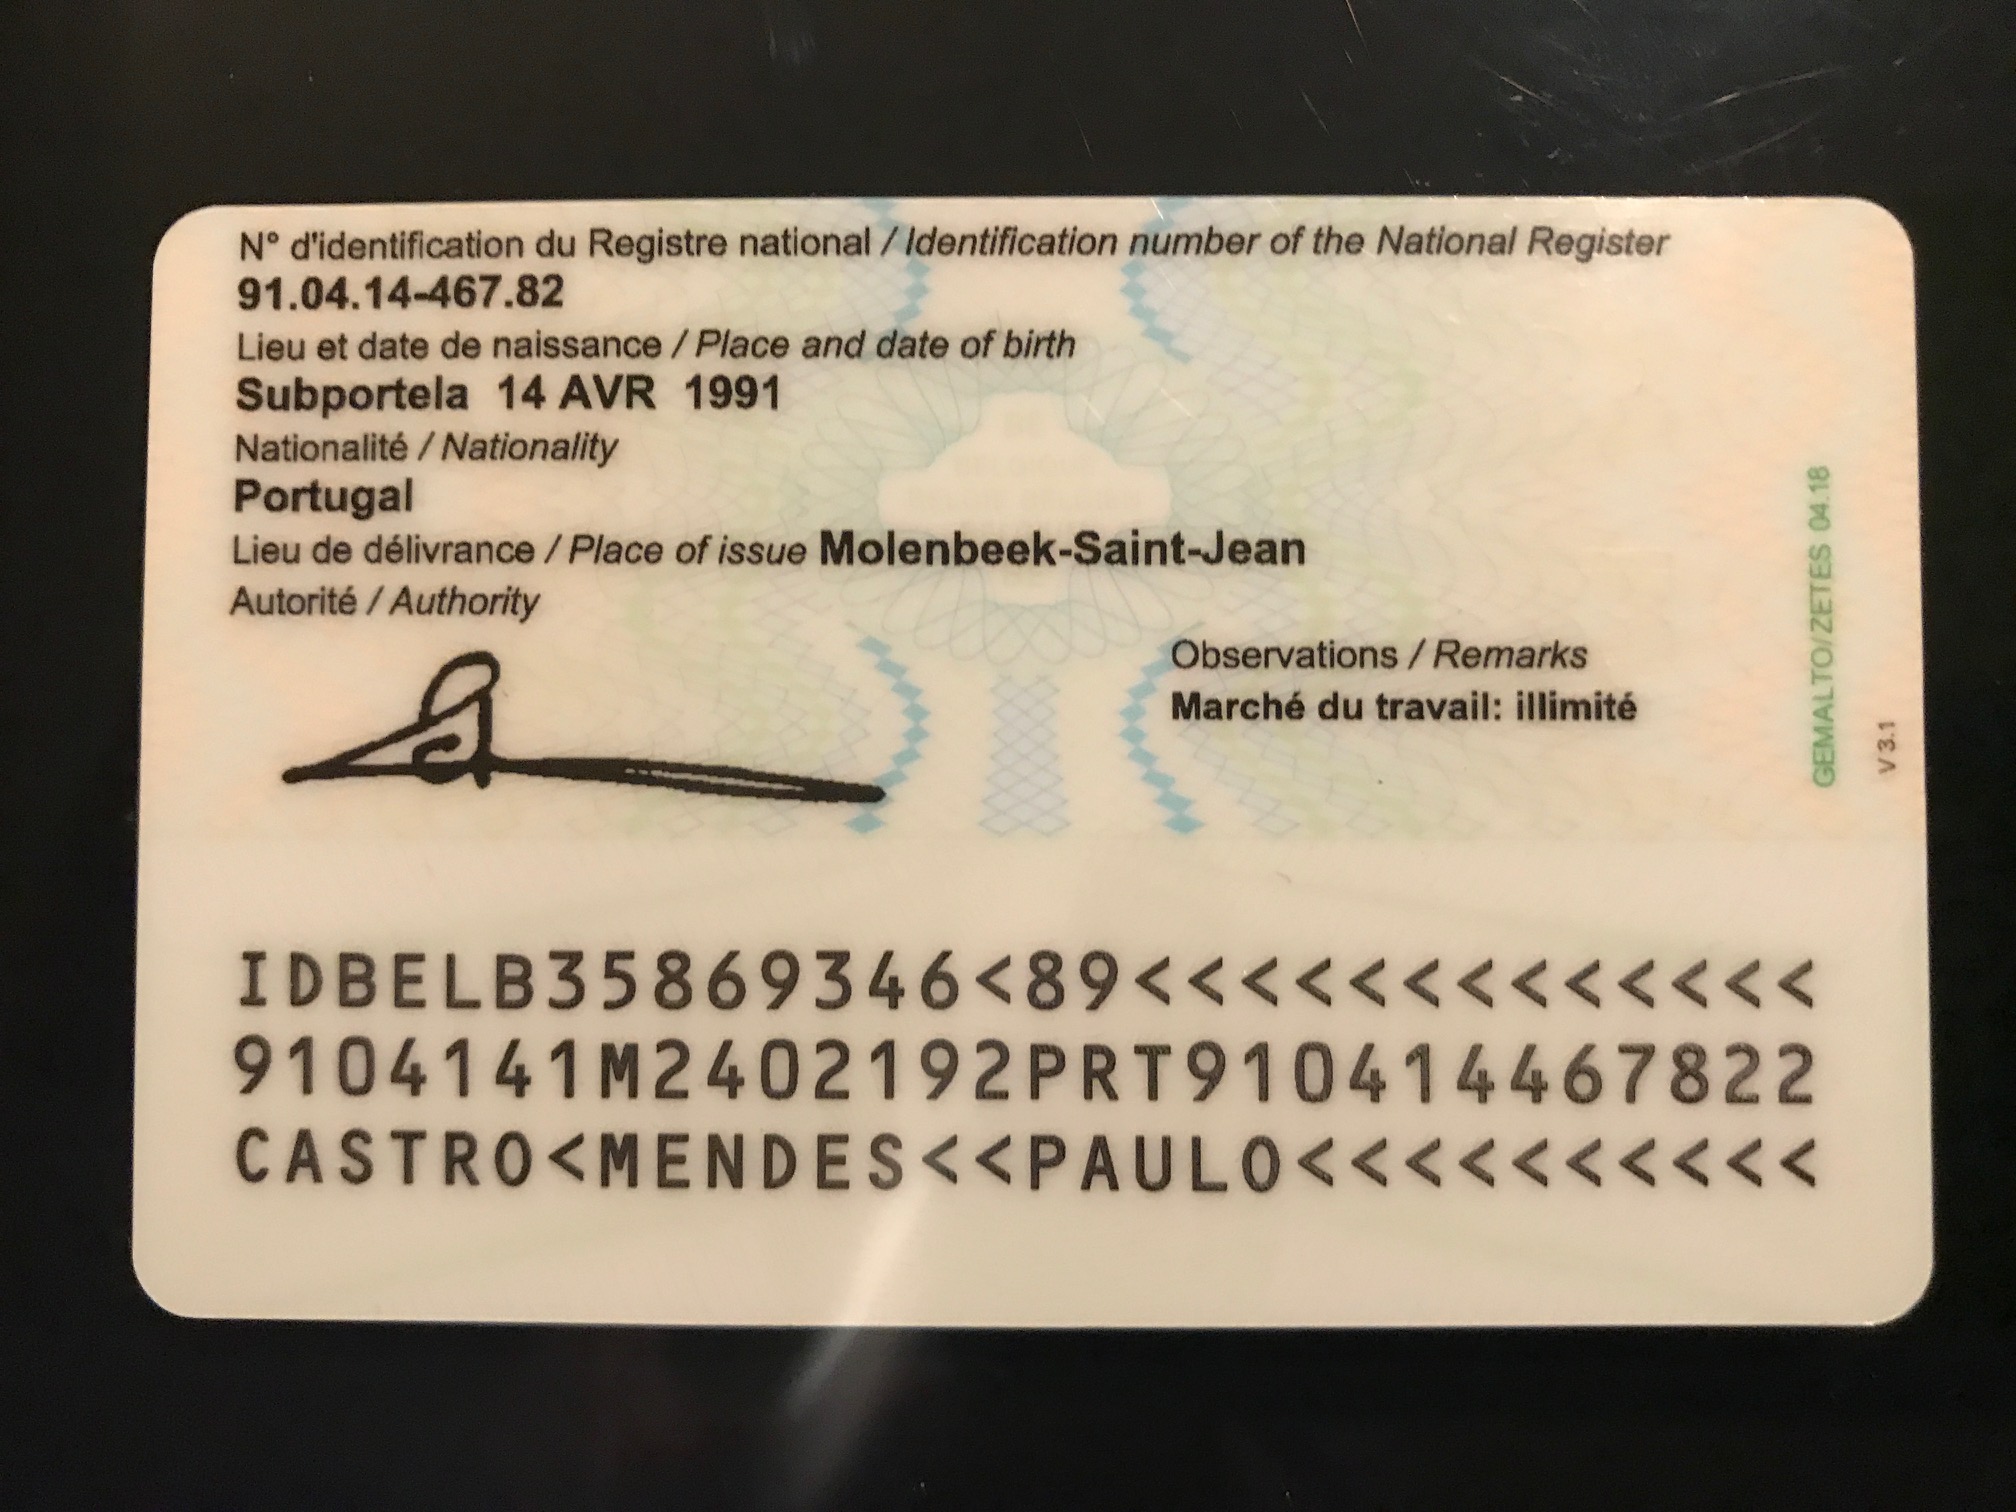 N° d'identification du Registre national / Identification number of the National Register
91.04.14-467.82
Lieu et date de naissance / Place and date of birth
Subportela 14 AVR 1991
Nationalité / Nationality
Portugal
Lieu de délivrance / Place of issue Molenbeek-Saint-Jean
Autorité / Authority
Observations / Remarks
Marché du travail: illimité
GEMALTO/ZETES 04.18
V3.1
IDBELB35869346<89<<<<<<<<<<<<<
9104141M2402192PRT910414467822
CASTRO<MENDES<<PAULO<<<<<<<<<<